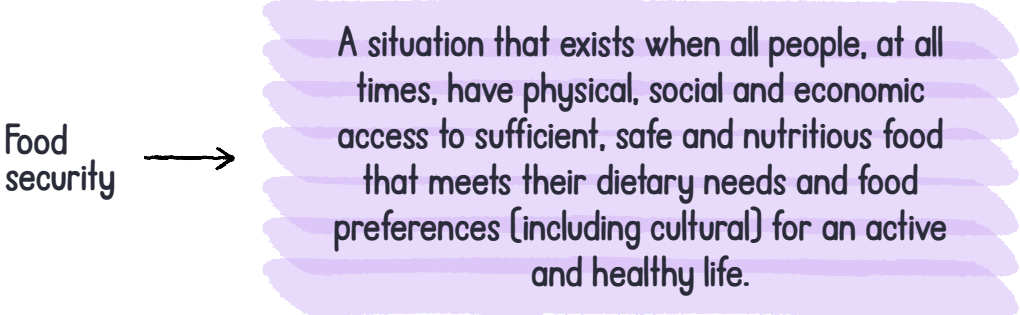 Food
security
A situation that exists when all people, at all
times, have physical, social and economic
access to sufficient, safe and nutritious food
that meets their dietary needs and food
preferences (including cultural) for an active
and healthy life.